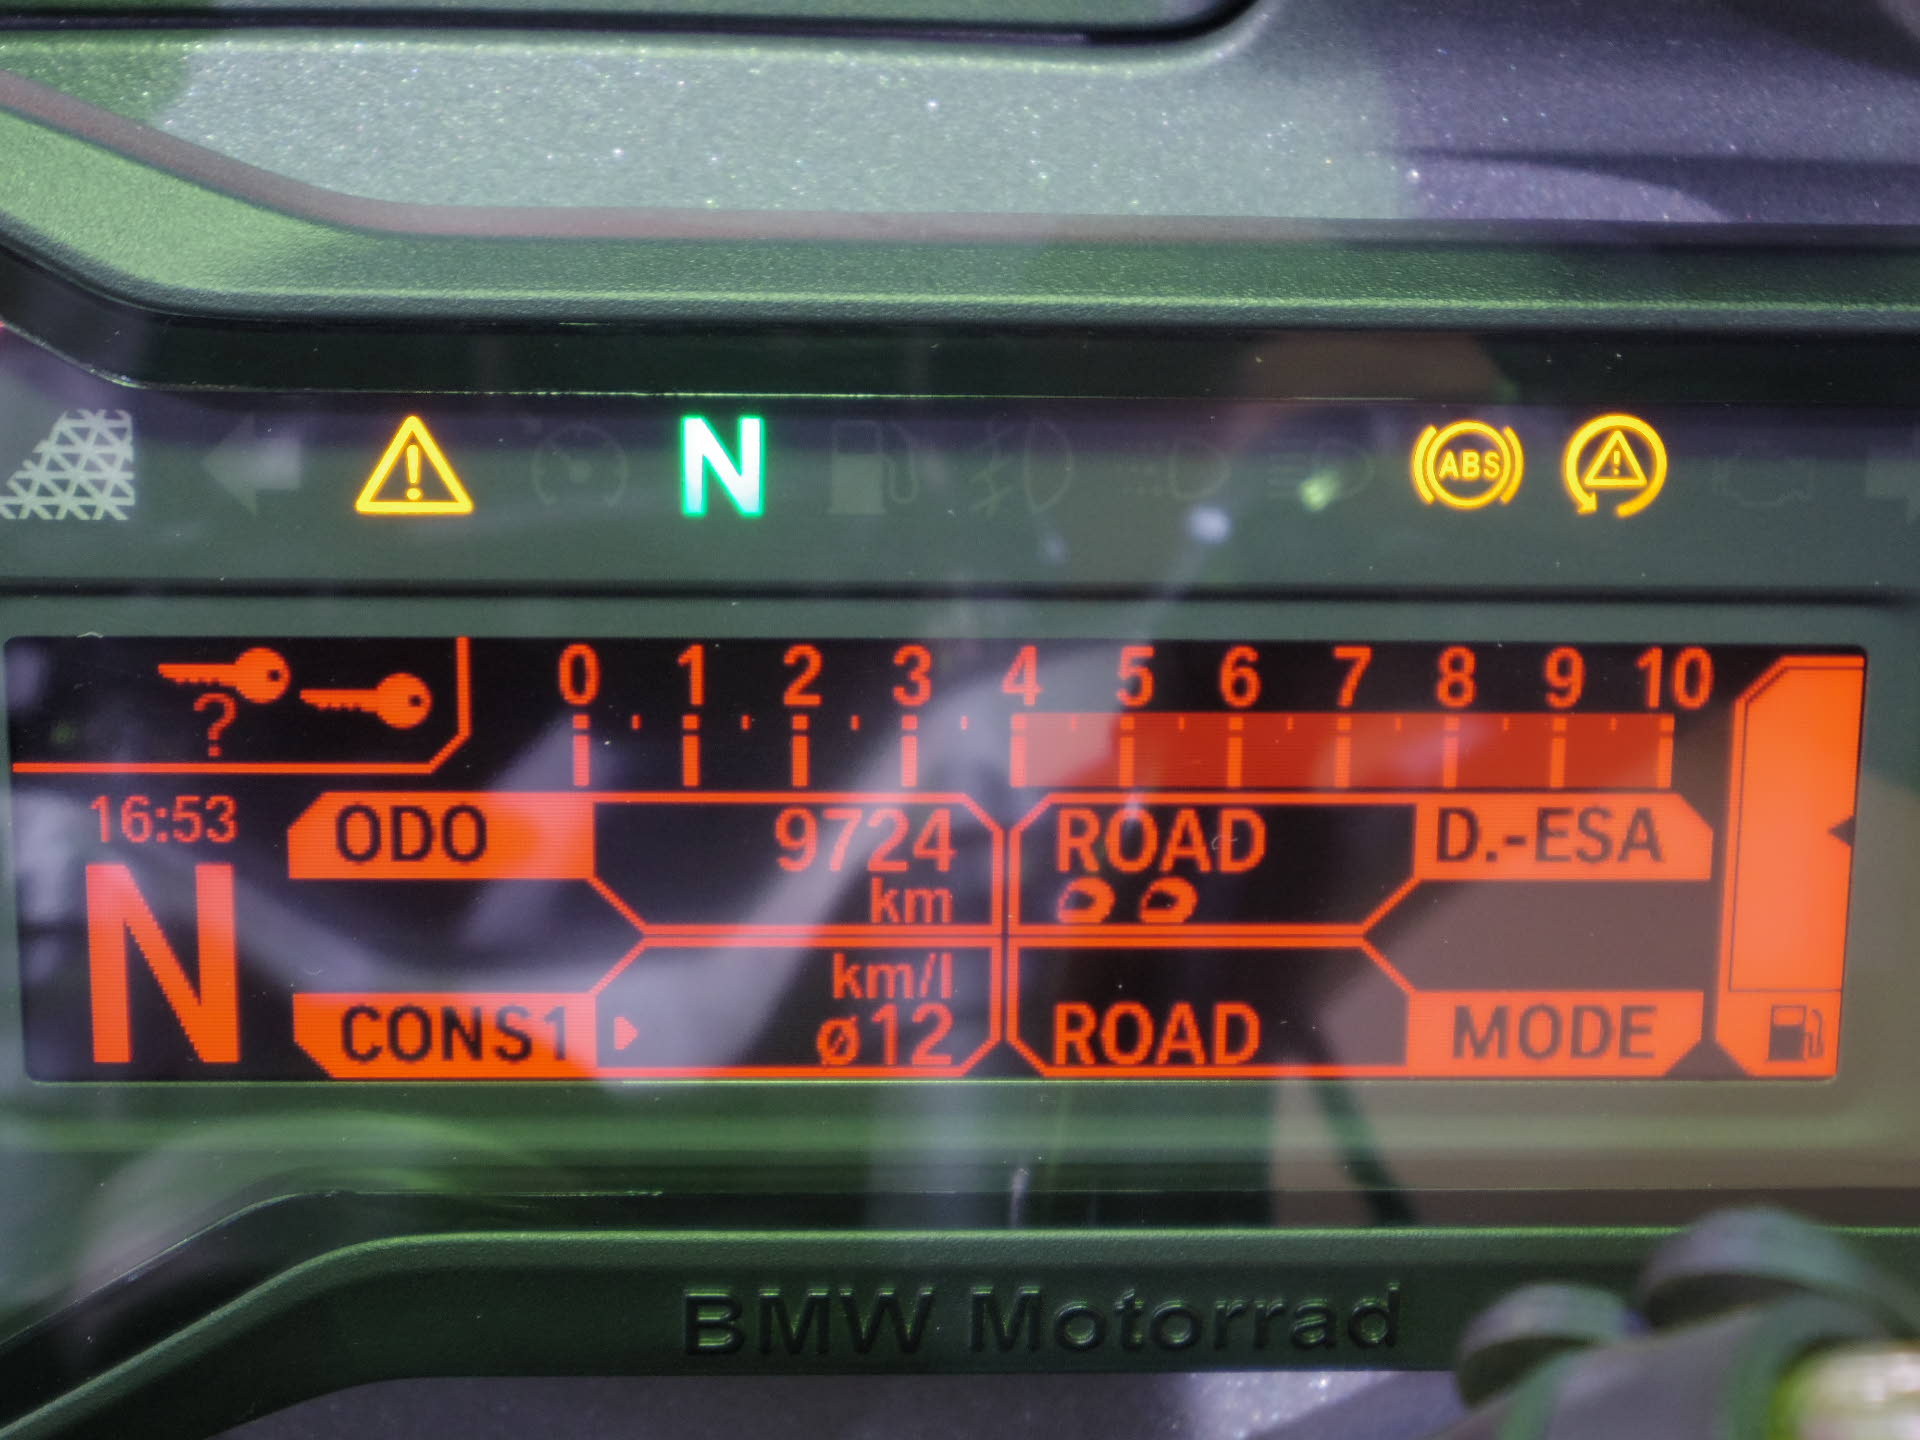 N
ABS
?
0 1 2 3 4 5 6 7 8 9 10
16:53
N
ODO 9724
km
ROAD D.-ESA
CONS1 km/l
ø12
ROAD MODE
BMW Motorrad